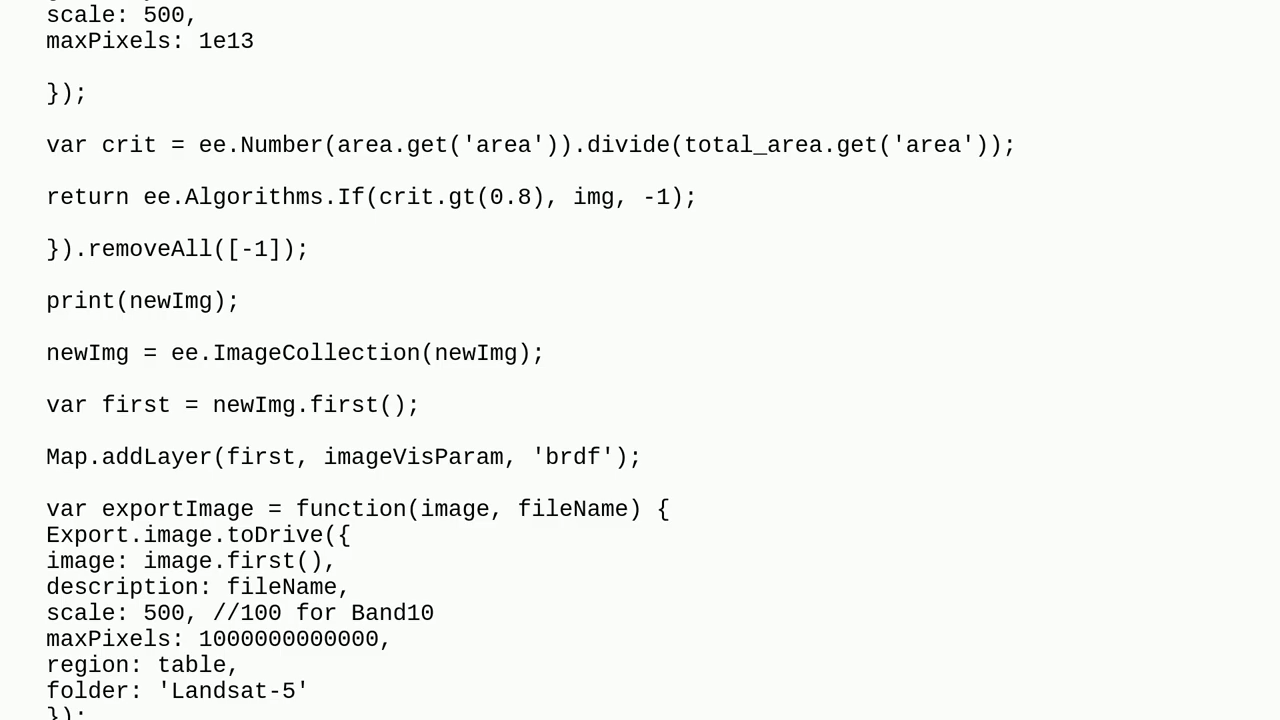 scale: 500,
maxPixels: 1e13
});
var crit = ee.Number(area.get('area')).divide(total_area.get('area'));
return ee.Algorithms.If(crit.gt(0.8), img, -1);
}).removeAll([-1]);
print(newImg);
newImg = ee.ImageCollection(newImg);
var first = newImg.first();
Map.addLayer(first, imageVisParam, 'brdf');
var exportImage = function(image, fileName) {
Export.image.toDrive({
image: image.first(),
description: fileName,
scale: 500, //100 for Band10
maxPixels: 1000000000000,
region: table,
folder: 'Landsat-5'
});